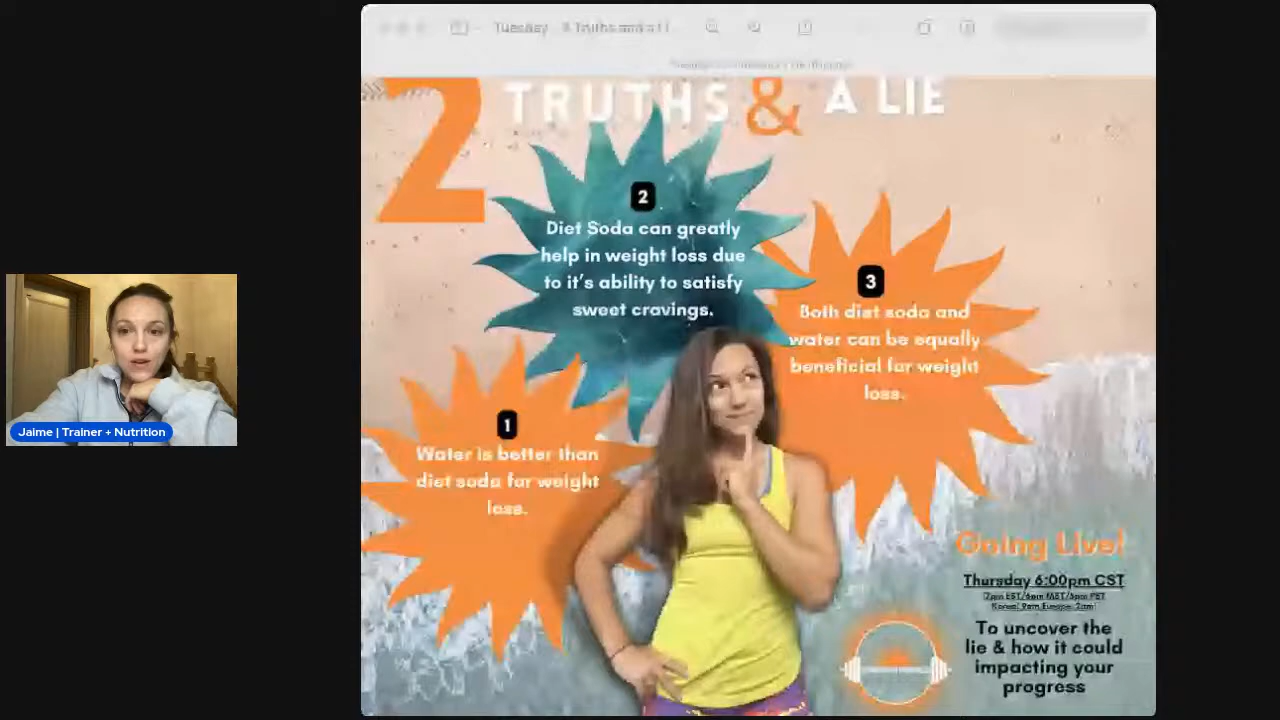 Tuesday
2 TRUTHS & A LIE
2
Diet Soda can greatly
help in weight loss due
to it's ability to satisfy
sweet cravings.
3
Both diet soda and
water can be equally
beneficial for weight
loss.
1
Water is better than
diet soda for weight
loss.
Jaime | Trainer + Nutrition
Going Live!
Thursday 6:00pm CST
To uncover the
lie & how it could
impacting your
progress